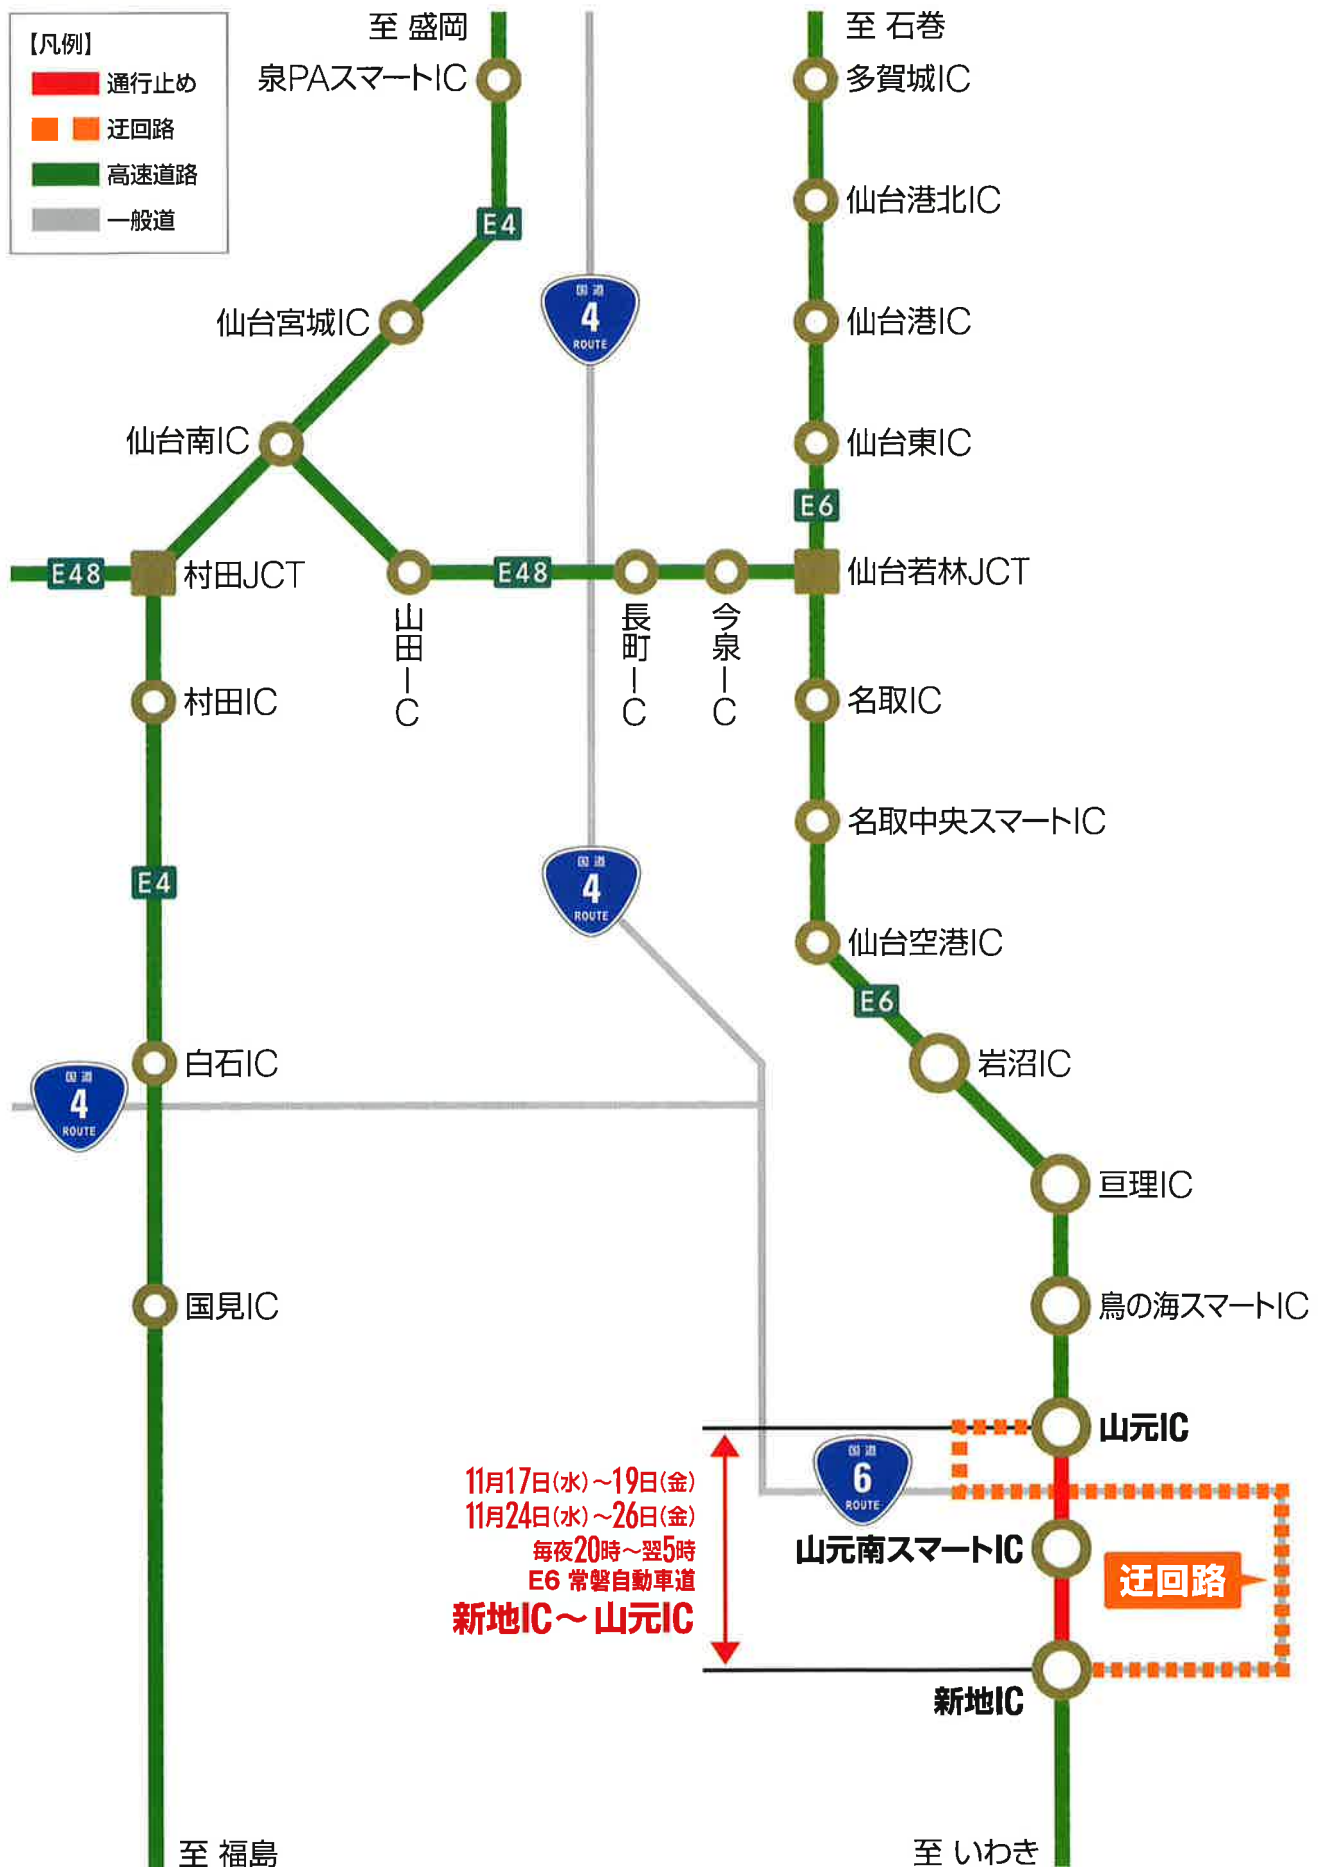 【凡例】
通行止め
迂回路
高速道路
一般道
至 盛岡
泉PAスマートIC
E4
仙台宮城IC
仙台南IC
E48
村田JCT
山田IC
E48
長町IC
今泉IC
村田IC
E4
白石IC
国道
4
ROUTE
国見IC
至 福島
国道
4
ROUTE
国道
4
ROUTE
至 石巻
多賀城IC
仙台港北IC
仙台港IC
仙台東IC
E6
仙台若林JCT
名取IC
名取中央スマートIC
仙台空港IC
E6
岩沼IC
亘理IC
鳥の海スマートIC
山元IC
国道
6
ROUTE
山元南スマートIC
迂回路
新地IC
至 いわき
11月17日(水)～19日(金)
11月24日(水)～26日(金)
毎夜20時～翌5時
E6 常磐自動車道
新地IC～山元IC